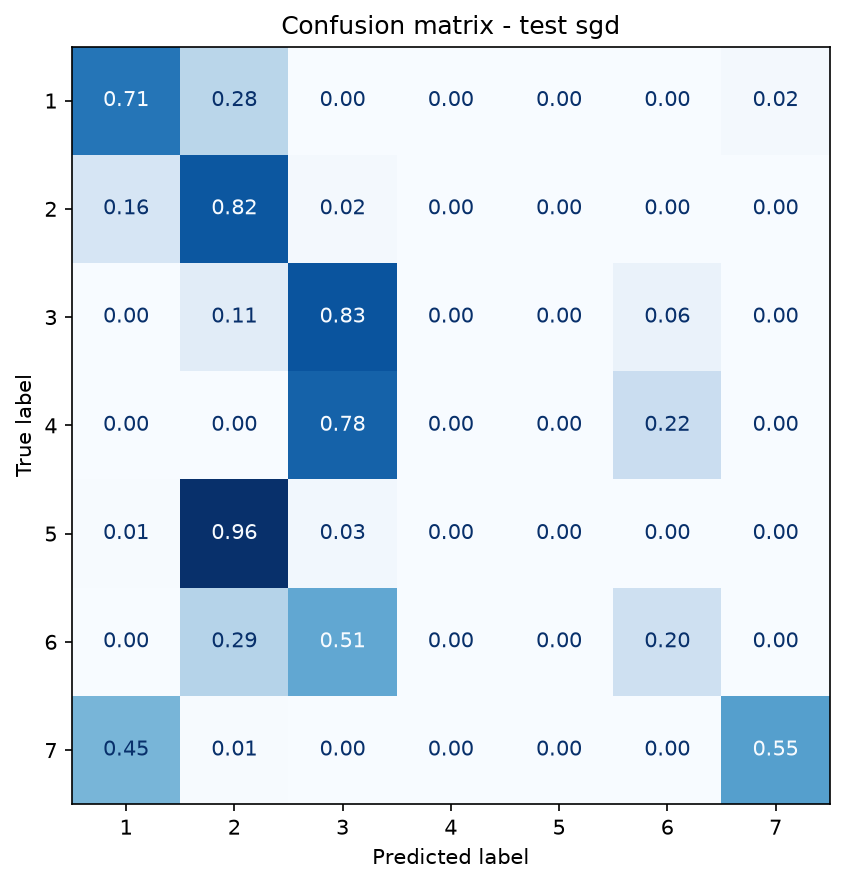 Confusion matrix - test sgd
True label
1 0.71 0.28 0.00 0.00 0.00 0.00 0.02
2 0.16 0.82 0.02 0.00 0.00 0.00 0.00
3 0.00 0.11 0.83 0.00 0.00 0.06 0.00
4 0.00 0.00 0.78 0.00 0.00 0.22 0.00
5 0.01 0.96 0.03 0.00 0.00 0.00 0.00
6 0.00 0.29 0.51 0.00 0.00 0.20 0.00
7 0.45 0.01 0.00 0.00 0.00 0.00 0.55
1 2 3 4 5 6 7
Predicted label